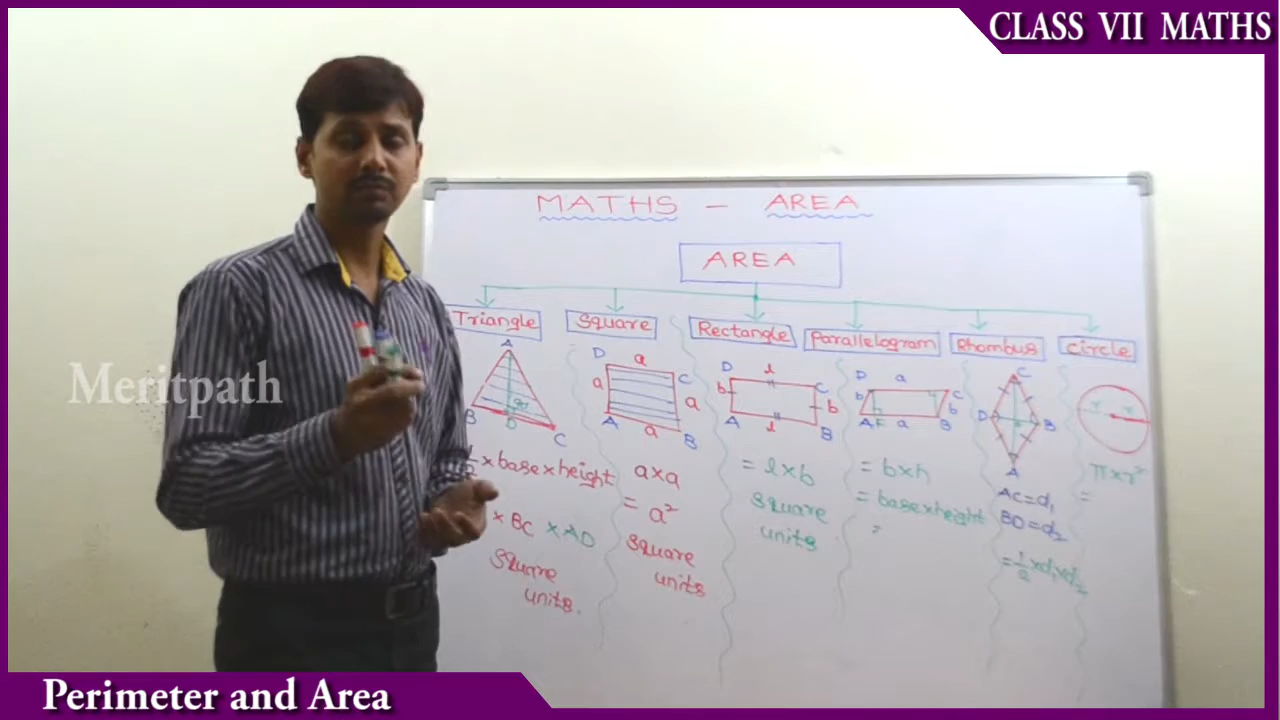 CLASS VII MATHS
MATHS - AREA
AREA
Triangle
Square
Rectangle
Parallelogram
Rhombus
circle
A
B
D
C
90
×base×height
× BC × AD
square
units.
D
a
C
a
a
A
a
B
a×a
= a²
square
units
D
l
C
b
b
A
l
B
= l×b
square
units
D
a
C
b
b
A
E
a
B
= b×h
= base×height
=
C
D
B
A
AC=d₁
BD=d₂
=½×d₁×d₂
r
r
π×r²
=
Meritpath
Perimeter and Area